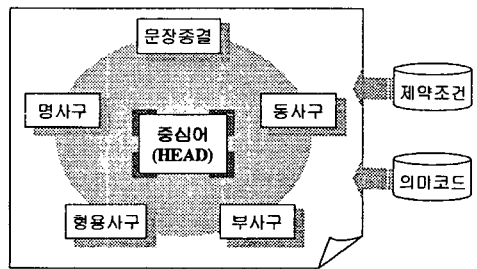 문장종결
명사구
동사구
중심어
(HEAD)
형용사구
부사구
제약조건
의미코드